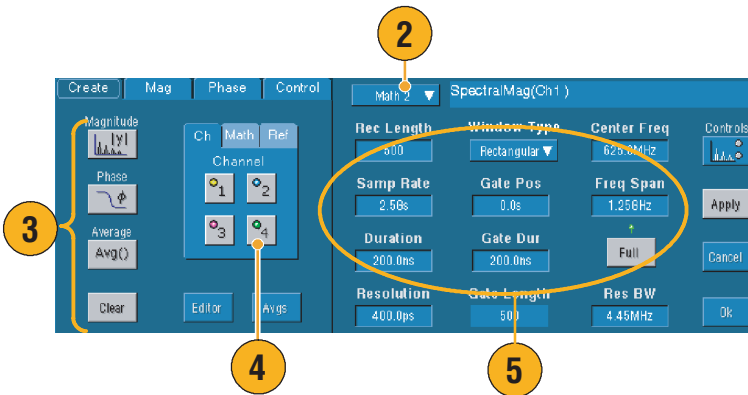 2
Create Mag Phase Control
Math 2 SpectralMag(Ch1 )
Magnitude
|y|
Phase
ϕ
Average
Avg()
Clear
3
Ch Math Ref
Channel
1 2
3 4
Editor Avgs
4
Rec Length Window Type Center Freq Controls
500 Rectangular 625.0MHz
Samp Rate Gate Pos Freq Span
2.5Gs 0.0s 1.25GHz Apply
Duration Gate Dur
200.0ns 200.0ns Full Cancel
Resolution Gate Length Res BW
400.0ps 500 4.45MHz Ok
5